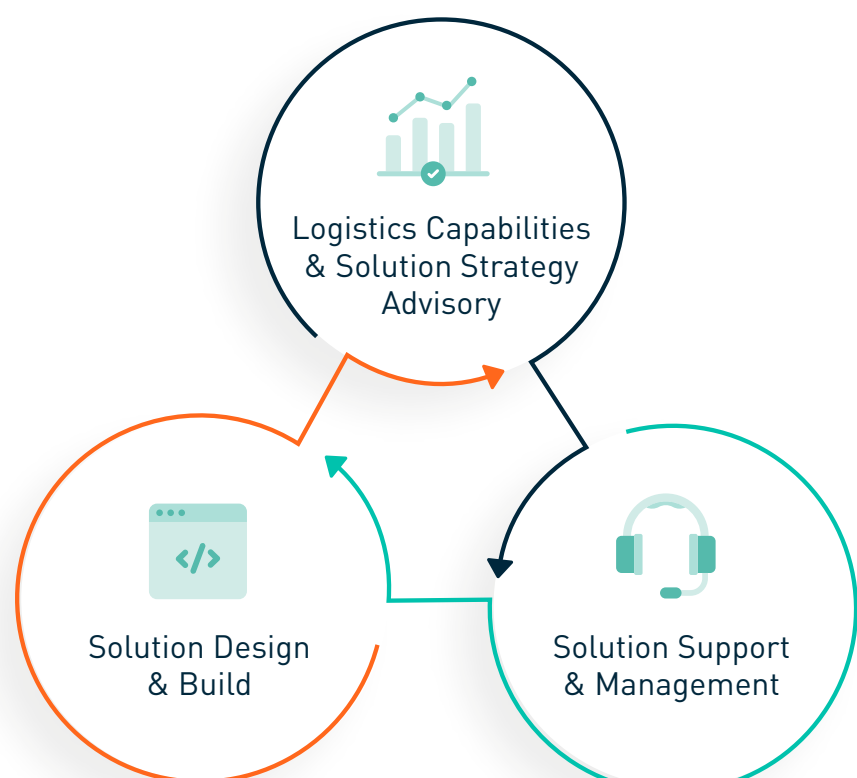 Logistics Capabilities
& Solution Strategy
Advisory
Solution Design
& Build
Solution Support
& Management